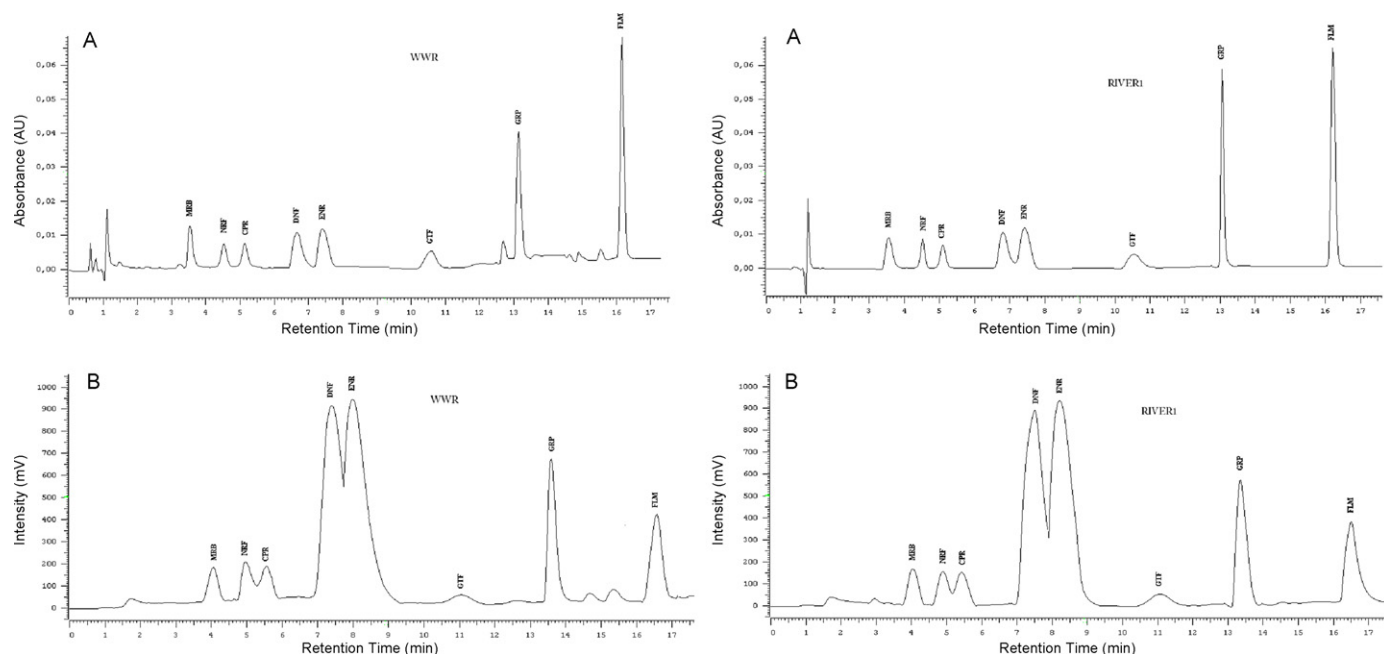 A
WWR
FLM
GRP
MRB
NRF
CPR
DNF
ENR
GTF
0,06
0,05
0,04
0,03
0,02
0,01
0,00
Absorbance (AU)
0 1 2 3 4 5 6 7 8 9 10 11 12 13 14 15 16 17
Retention Time (min)
A
RIVER1
GRP
FLM
MRB
NRF
CPR
DNF
ENR
GTF
0,06
0,05
0,04
0,03
0,02
0,01
0,00
Absorbance (AU)
0 1 2 3 4 5 6 7 8 9 10 11 12 13 14 15 16 17
Retention Time (min)
B
WWR
DNF
ENR
MRB
NRF
CPR
GTF
GRP
FLM
1000
900
800
700
600
500
400
300
200
100
0
Intensity (mV)
0 1 2 3 4 5 6 7 8 9 10 11 12 13 14 15 16 17
Retention Time (min)
B
RIVER1
DNF
ENR
MRB
NRF
CPR
GTF
GRP
FLM
1000
900
800
700
600
500
400
300
200
100
0
Intensity (mV)
0 1 2 3 4 5 6 7 8 9 10 11 12 13 14 15 16 17
Retention Time (min)